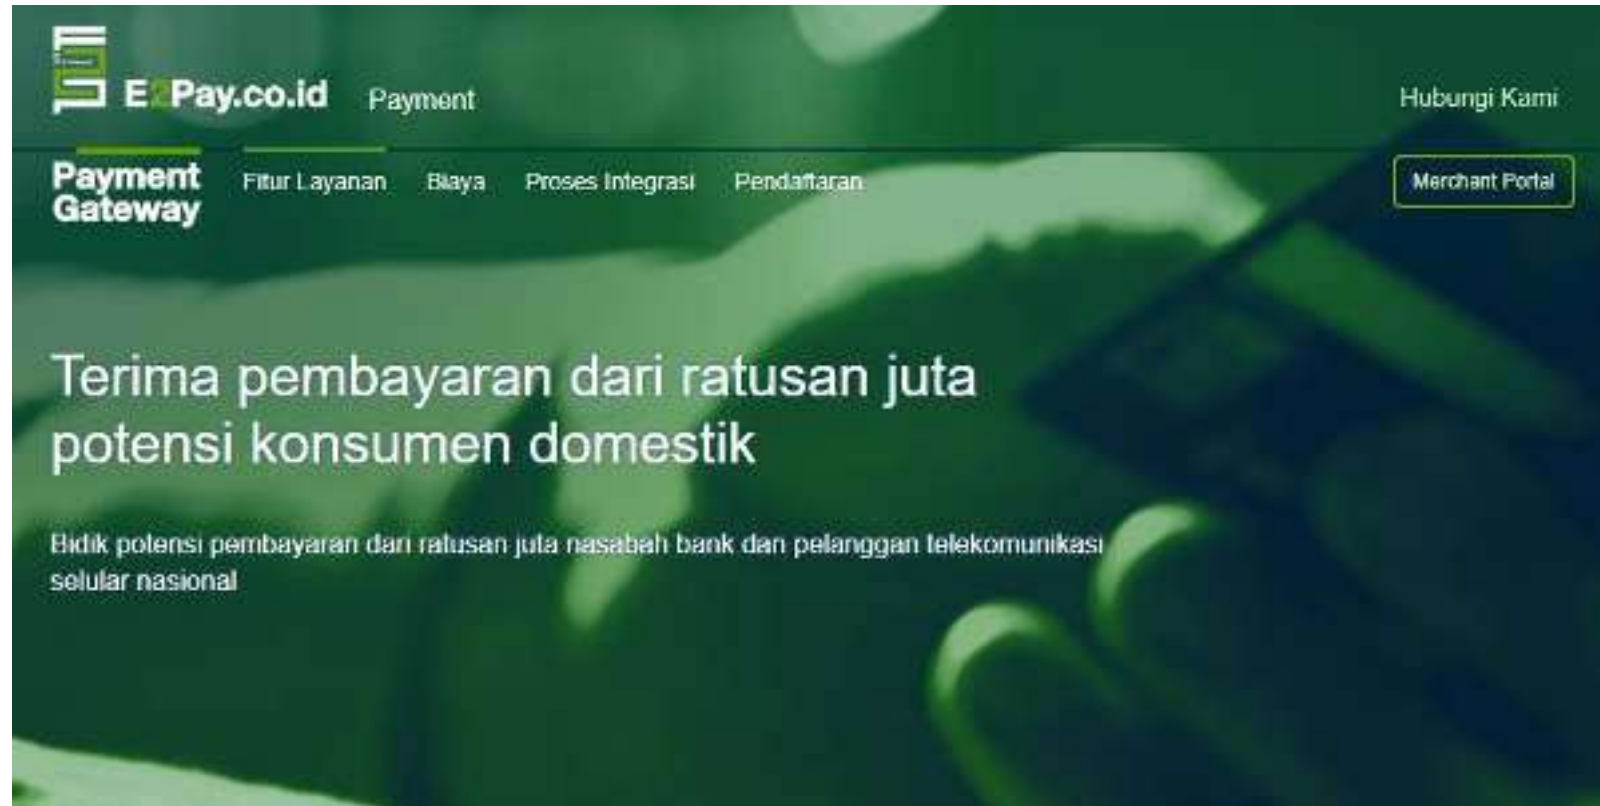 E2Pay.co.id
Payment
Hubungi Kami
Payment
Gateway
Fitur Layanan
Biaya
Proses Integrasi
Pendaftaran
Merchant Portal
Terima pembayaran dari ratusan juta
potensi konsumen domestik
Bidik potensi pembayaran dari ratusan juta nasabah bank dan pelanggan telekomunikasi
selular nasional